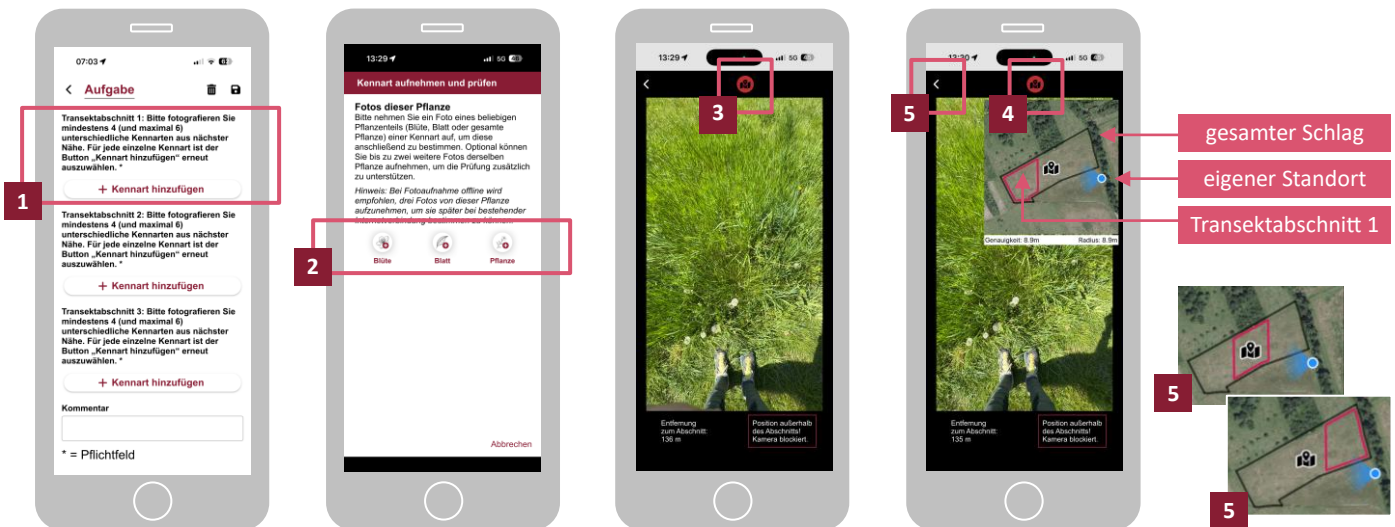 07:03
Aufgabe
Transektabschnitt 1: Bitte fotografieren Sie
mindestens 4 (und maximal 6)
unterschiedliche Kennarten aus nächster
Nähe. Für jede einzelne Kennart ist der
Button „Kennart hinzufügen“ erneut
auszuwählen. *
+ Kennart hinzufügen
1
Transektabschnitt 2: Bitte fotografieren Sie
mindestens 4 (und maximal 6)
unterschiedliche Kennarten aus nächster
Nähe. Für jede einzelne Kennart ist der
Button „Kennart hinzufügen“ erneut
auszuwählen. *
+ Kennart hinzufügen
Transektabschnitt 3: Bitte fotografieren Sie
mindestens 4 (und maximal 6)
unterschiedliche Kennarten aus nächster
Nähe. Für jede einzelne Kennart ist der
Button „Kennart hinzufügen“ erneut
auszuwählen. *
+ Kennart hinzufügen
Kommentar
* = Pflichtfeld
13:29
5G
Kennart aufnehmen und prüfen
Fotos dieser Pflanze
Bitte nehmen Sie ein Foto eines beliebigen
Pflanzenteils (Blüte, Blatt oder gesamte
Pflanze) einer Kennart auf, um diese
anschließend zu bestimmen. Optional können
Sie bis zu zwei weitere Fotos derselben
Pflanze aufnehmen, um die Prüfung zusätzlich
zu unterstützen.
Hinweis: Bei Fotoaufnahme offline wird
empfohlen, drei Fotos von dieser Pflanze
aufzunehmen, um sie später bei bestehender
Internetverbindung bestimmen zu können.
2
Blüte Blatt Pflanze
Abbrechen
13:29
5G
3
Entfernung
zum Abschnitt:
136 m
Position außerhalb
des Abschnitts!
Kamera blockiert.
13:30
5G
5
4
Genauigkeit: 8.9m Radius: 8.9m
Entfernung
zum Abschnitt:
135 m
Position außerhalb
des Abschnitts!
Kamera blockiert.
gesamter Schlag
eigener Standort
Transektabschnitt 1
5
5